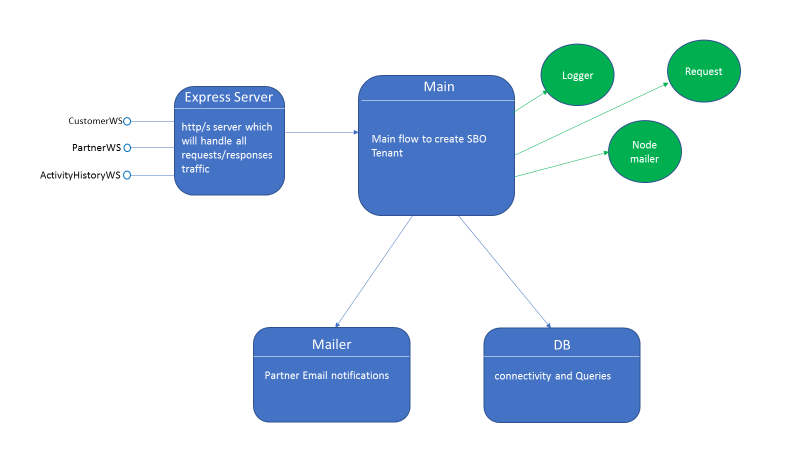 CustomerWS
PartnerWS
ActivityHistoryWS
Express Server
http/s server which
will handle all
requests/responses
traffic
Main
Main flow to create SBO
Tenant
Logger
Request
Node
mailer
Mailer
Partner Email notifications
DB
connectivity and Queries